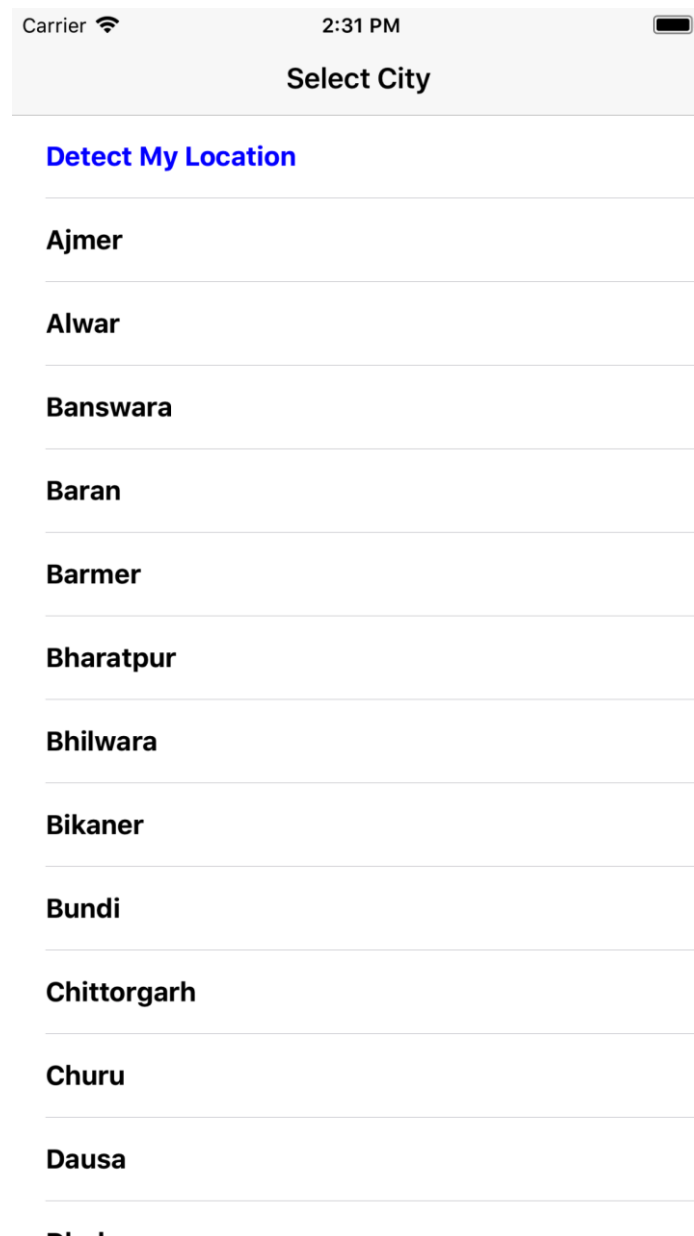 Carrier 2:31 PM
Select City
Detect My Location
Ajmer
Alwar
Banswara
Baran
Barmer
Bharatpur
Bhilwara
Bikaner
Bundi
Chittorgarh
Churu
Dausa